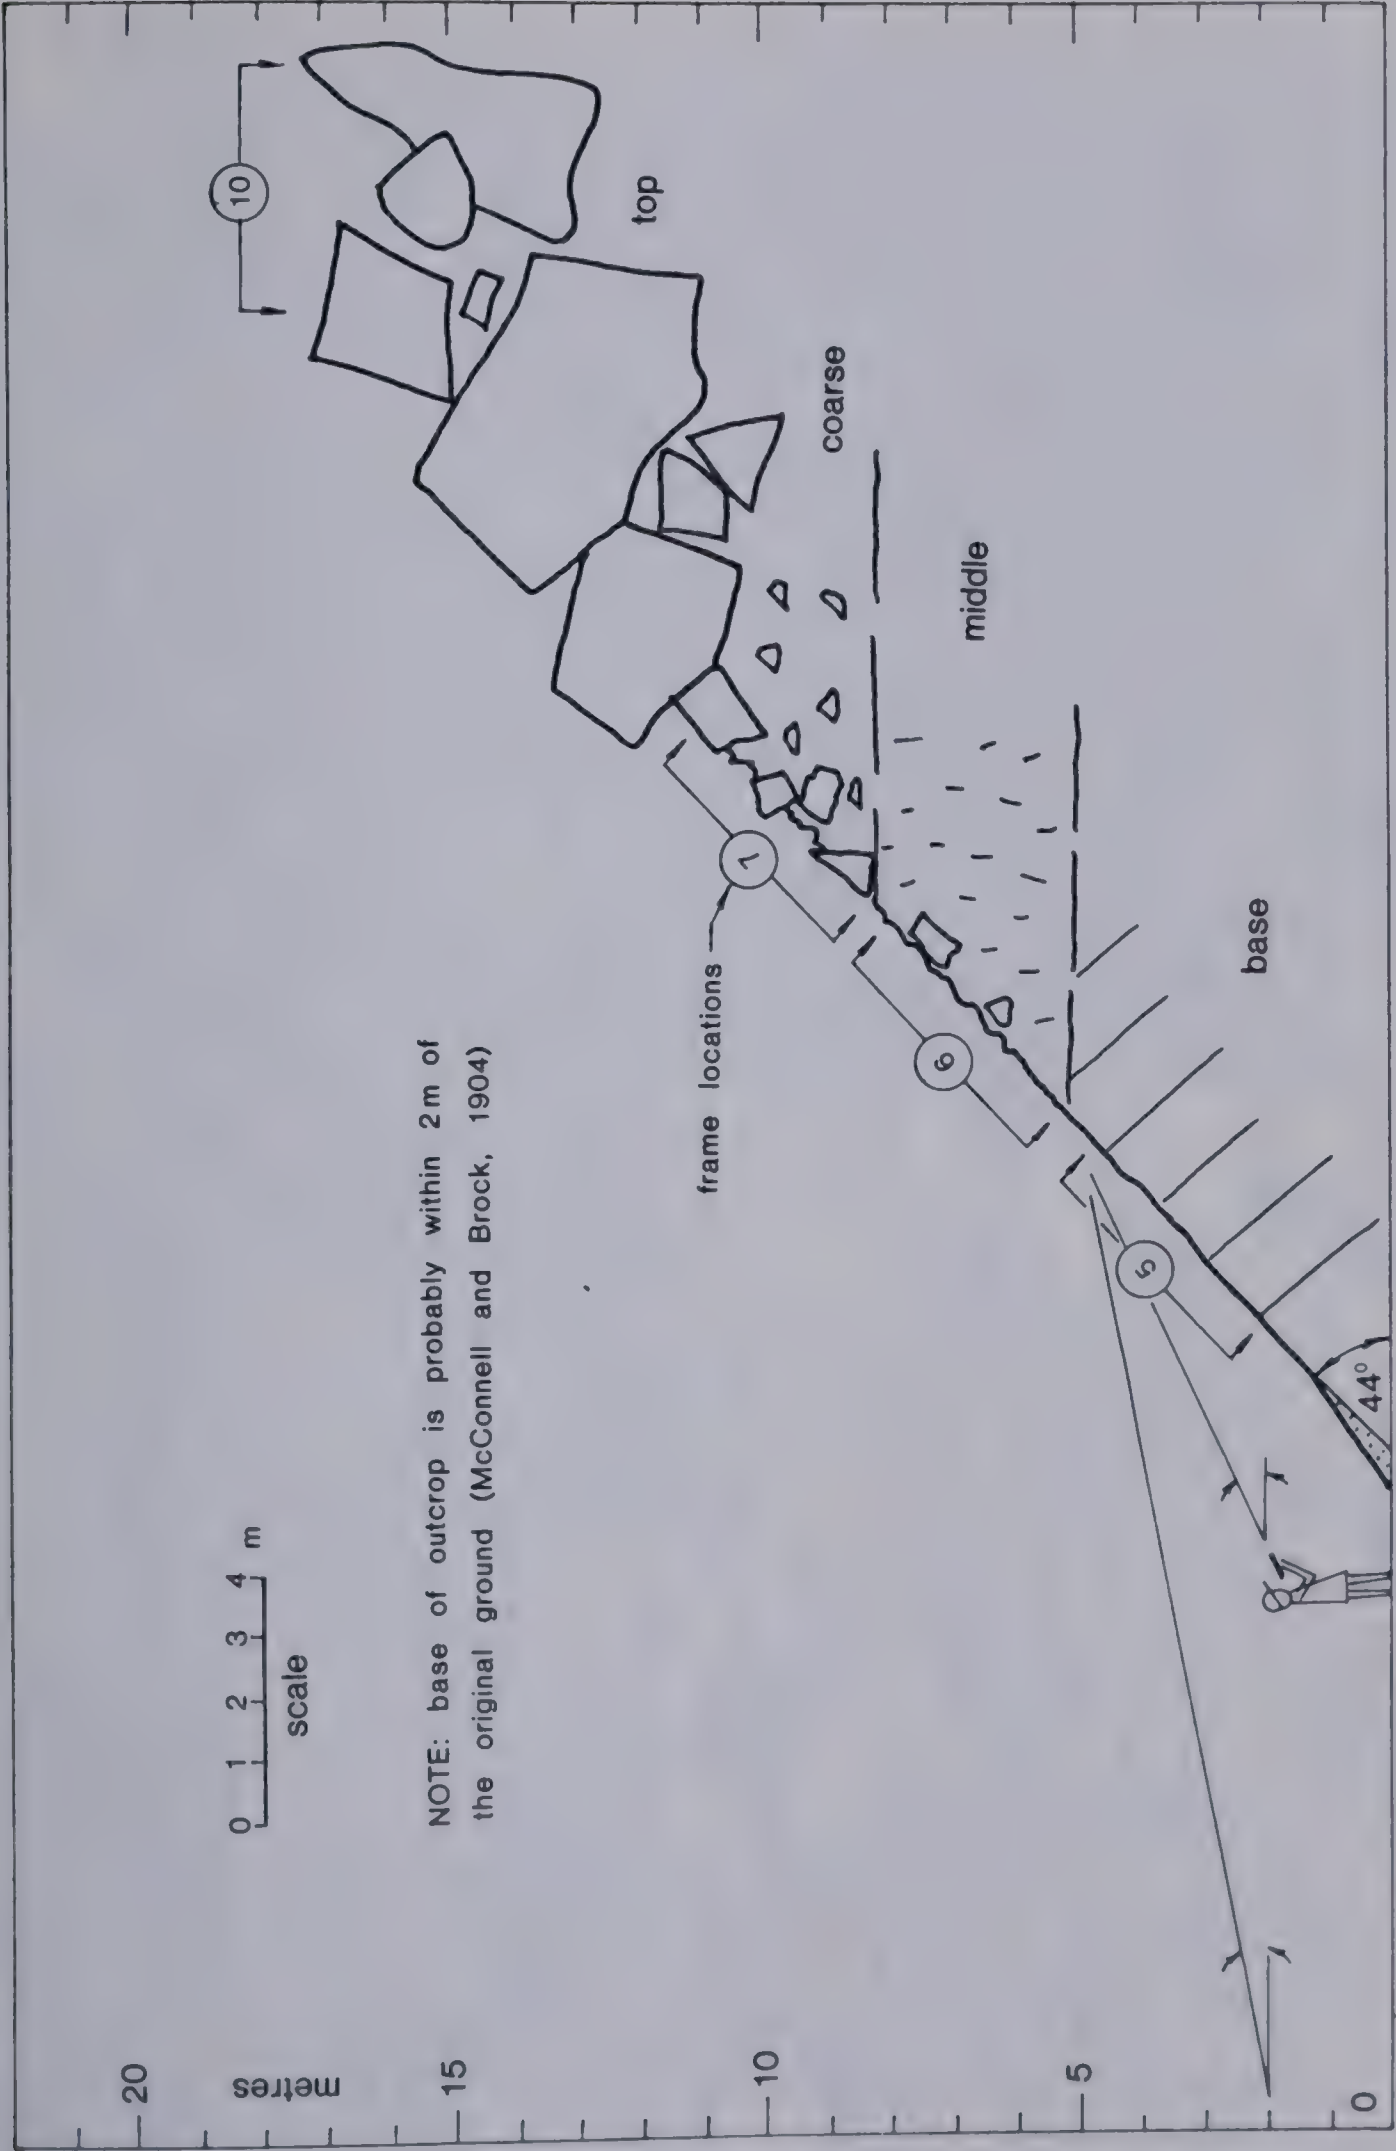 20
metres
15
10
5
0
0 1 2 3 4 m
scale
NOTE: base of outcrop is probably within 2m of
the original ground (McConnell and Brock, 1904)
10
top
coarse
middle
base
frame locations
7
6
5
44°